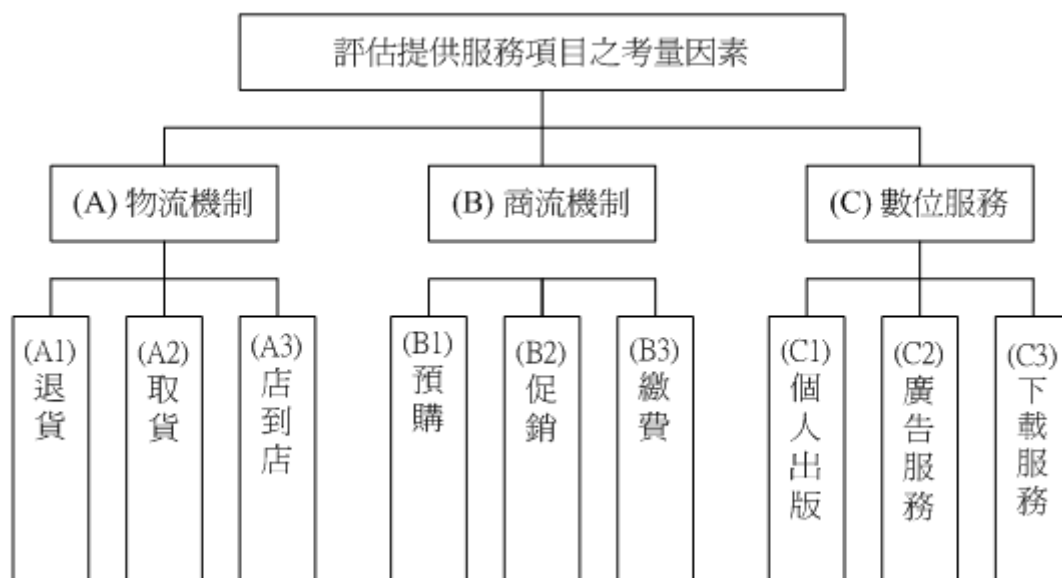 評估提供服務項目之考量因素
(A) 物流機制
(B) 商流機制
(C) 數位服務
(A1)退貨
(A2)取貨
(A3)店到店
(B1)預購
(B2)促銷
(B3)繳費
(C1)個人出版
(C2)廣告服務
(C3)下載服務